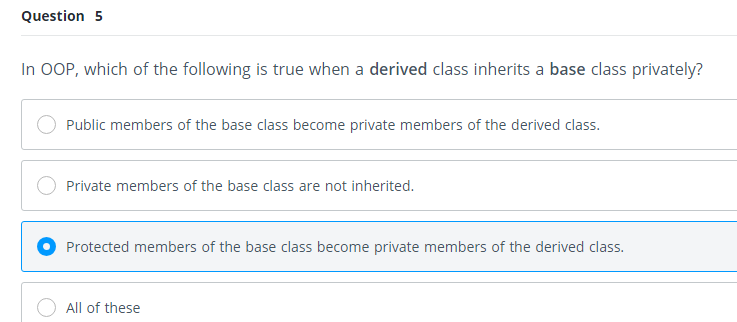 Question 5
In OOP, which of the following is true when a derived class inherits a base class privately?
Public members of the base class become private members of the derived class.
Private members of the base class are not inherited.
Protected members of the base class become private members of the derived class.
All of these